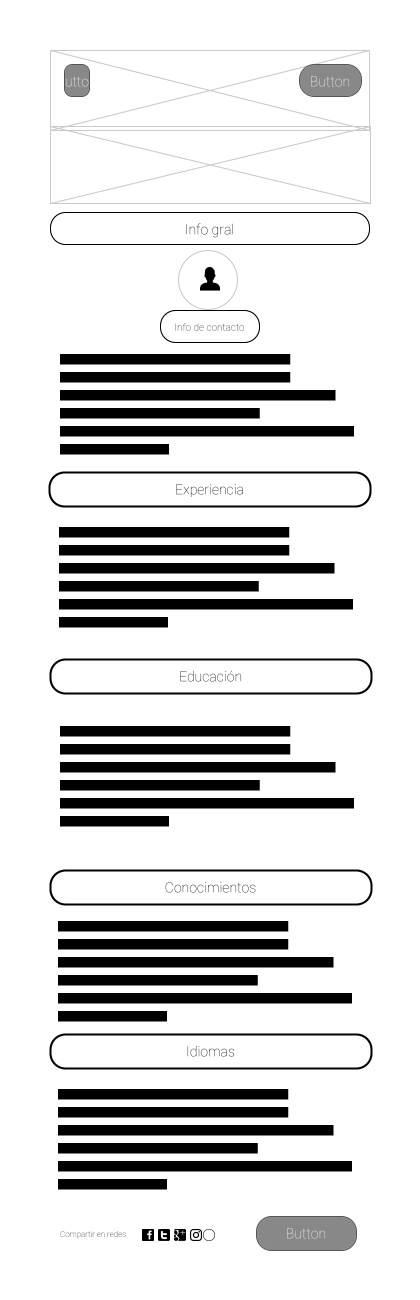 utto
Button
Info gral
Info de contacto
Experiencia
Educación
Conocimientos
Idiomas
Compartir en redes
Button